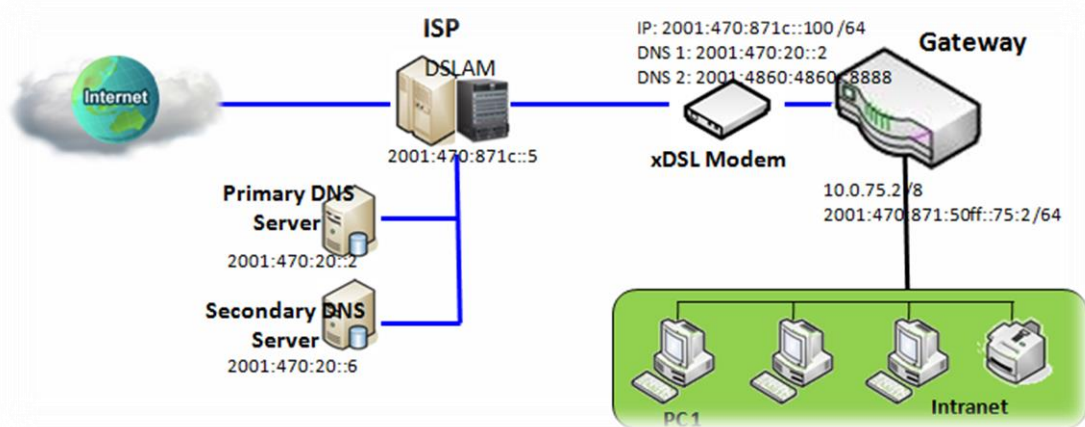 ISP
DSLAM
Internet
2001:470:871c::5
IP: 2001:470:871c::100 /64
DNS 1: 2001:470:20::2
DNS 2: 2001:4860:4860::8888
Gateway
xDSL Modem
10.0.75.2 /8
2001:470:871:50ff::75:2 /64
Primary DNS
Server
2001:470:20::2
Secondary DNS
Server
2001:470:20::6
PC1
Intranet